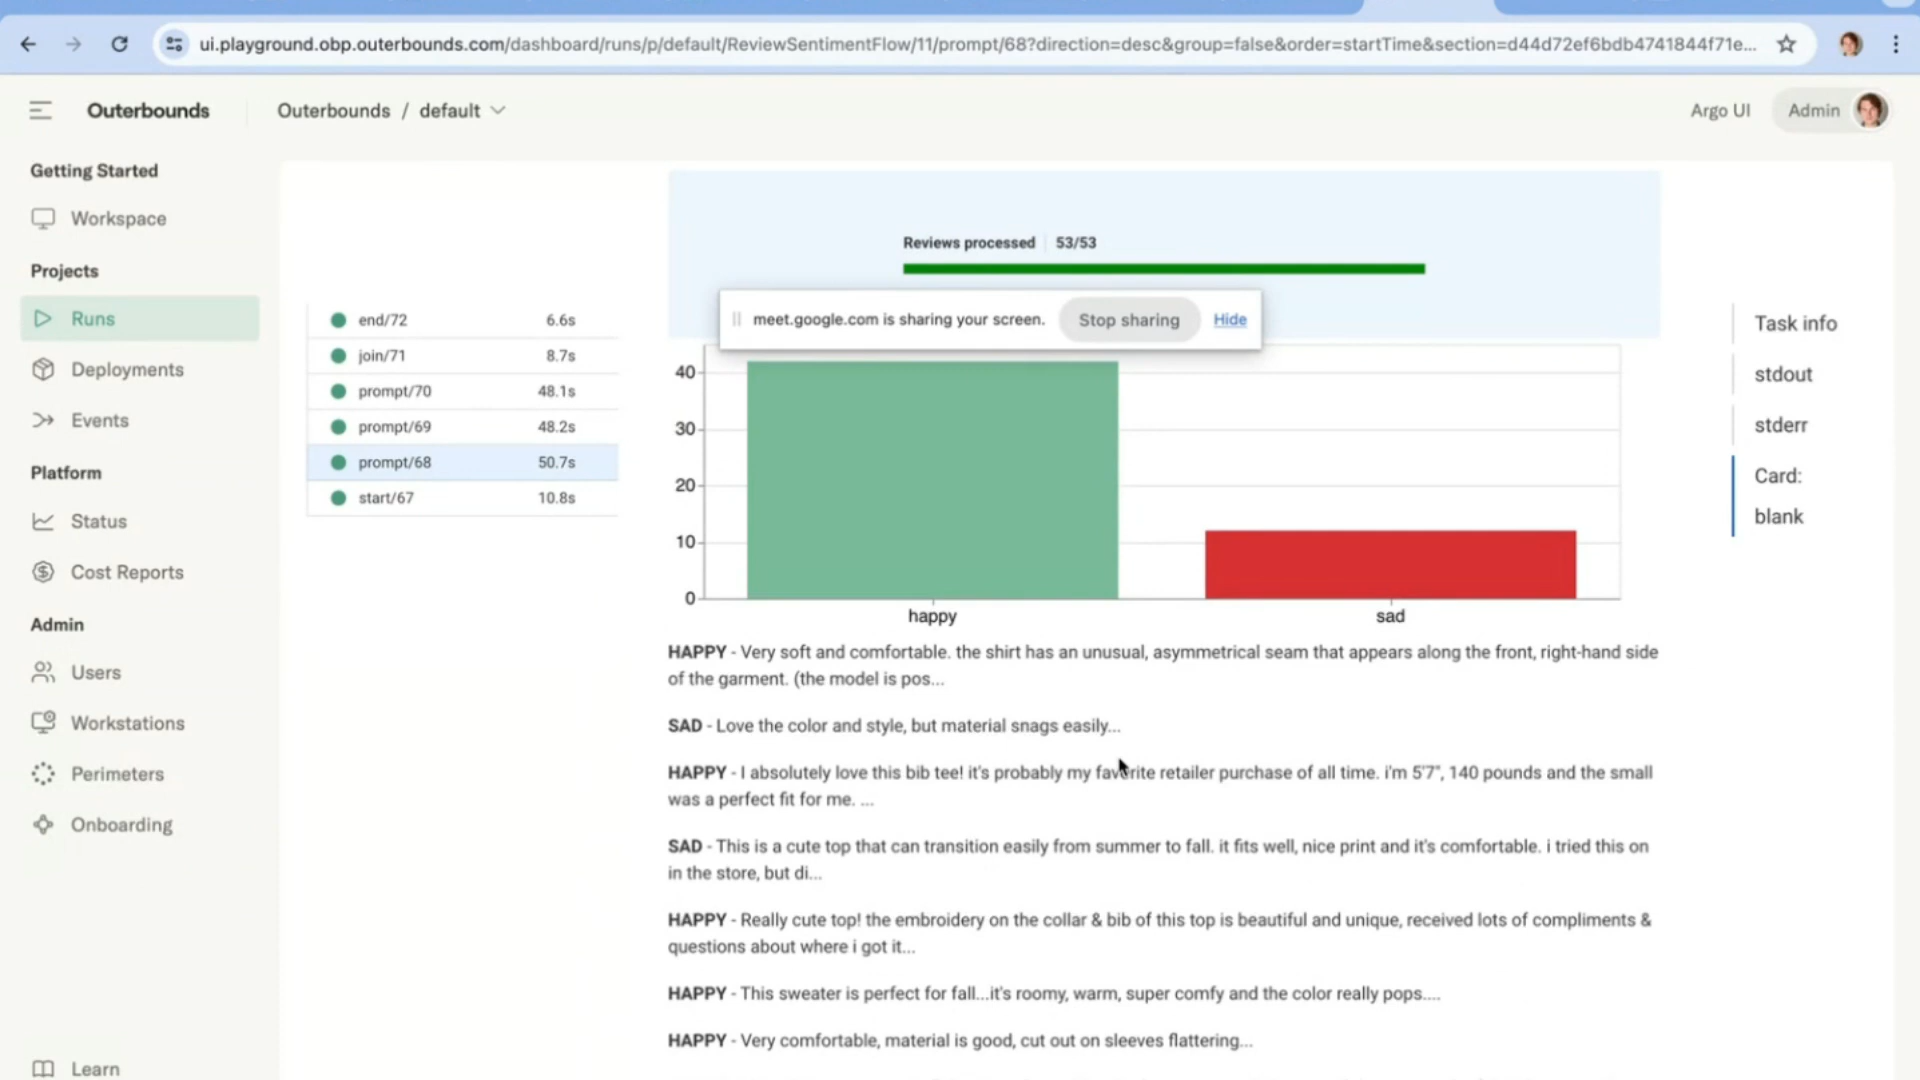 ui.playground.obp.outerbounds.com/dashboard/runs/p/default/ReviewSentimentFlow/11/prompt/68?direction=desc&group=false&order=startTime&section=d44d72ef6bdb4741844f71e...
Outerbounds
Outerbounds / default
Argo UI
Admin
Getting Started
Workspace
Projects
Runs
Deployments
Events
Platform
Status
Cost Reports
Admin
Users
Workstations
Perimeters
Onboarding
Learn
end/72 6.6s
join/71 8.7s
prompt/70 48.1s
prompt/69 48.2s
prompt/68 50.7s
start/67 10.8s
Reviews processed 53/53
meet.google.com is sharing your screen. Stop sharing Hide
40
30
20
10
0
happy sad
HAPPY - Very soft and comfortable. the shirt has an unusual, asymmetrical seam that appears along the front, right-hand side
of the garment. (the model is pos...
SAD - Love the color and style, but material snags easily...
HAPPY - I absolutely love this bib tee! it's probably my favorite retailer purchase of all time. i'm 5'7", 140 pounds and the small
was a perfect fit for me. ...
SAD - This is a cute top that can transition easily from summer to fall. it fits well, nice print and it's comfortable. i tried this on
in the store, but di...
HAPPY - Really cute top! the embroidery on the collar & bib of this top is beautiful and unique, received lots of compliments &
questions about where i got it...
HAPPY - This sweater is perfect for fall...it's roomy, warm, super comfy and the color really pops....
HAPPY - Very comfortable, material is good, cut out on sleeves flattering...
Task info
stdout
stderr
Card:
blank